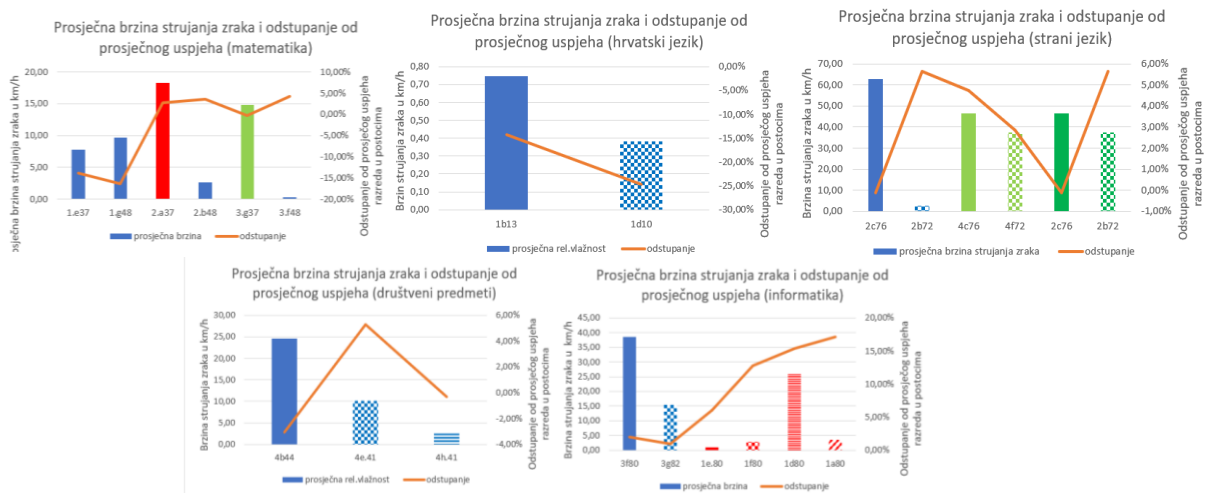 Prosječna brzina strujanja zraka i odstupanje od
prosječnog uspjeha (matematika)
20,00
15,00
10,00
5,00
0,00
10,00%
5,00%
0,00%
-5,00%
-10,00%
-15,00%
-20,00%
rosječna brzina strujanja zraka u km/h
Odstupanje od prosječog uspjeha
razreda u postocima
1.e37 1.g48 2.a37 2.b48 3.g37 3.f48
prosječna brzina odstupanje
Prosječna brzina strujanja zraka i odstupanje od
prosječnog uspjeha (hrvatski jezik)
0,80
0,70
0,60
0,50
0,40
0,30
0,20
0,10
0,00
0,00%
-5,00%
-10,00%
-15,00%
-20,00%
-25,00%
-30,00%
Brzin strujanja zraka u km/h
Odstupanje od prosječog uspjeha
razreda u postocima
1b13 1d10
prosječna rel.vlažnost odstupanje
Prosječna brzina strujanja zraka i odstupanje od
prosječnog uspjeha (strani jezik)
70,00
60,00
50,00
40,00
30,00
20,00
10,00
0,00
6,00%
5,00%
4,00%
3,00%
2,00%
1,00%
0,00%
-1,00%
Brzina strujanja zraka u km/h
Odstupanje od prosječog uspjeha
razreda u postocima
2c76 2b72 4c76 4f72 2c76 2b72
prosječna brzina strujanja zraka odstupanje
Prosječna brzina strujanja zraka i odstupanje od
prosječnog uspjeha (društveni predmeti)
30,00
25,00
20,00
15,00
10,00
5,00
0,00
6,00%
4,00%
2,00%
0,00%
-2,00%
-4,00%
Brzina strujanja zraka u km/h
Odstupanje od prosječog uspjeha
razreda u postocima
4b44 4e.41 4h.41
prosječna rel.vlažnost odstupanje
Prosječna brzina strujanja zraka i odstupanje od
prosječnog uspjeha (informatika)
45,00
40,00
35,00
30,00
25,00
20,00
15,00
10,00
5,00
0,00
20,00%
15,00%
10,00%
5,00%
0,00%
Brzina strujanja zraka u km/h
Odstupanje od prosječog uspjeha
razreda u postocima
3f80 3g82 1e.80 1f80 1d80 1a80
prosječna brzina odstupanje